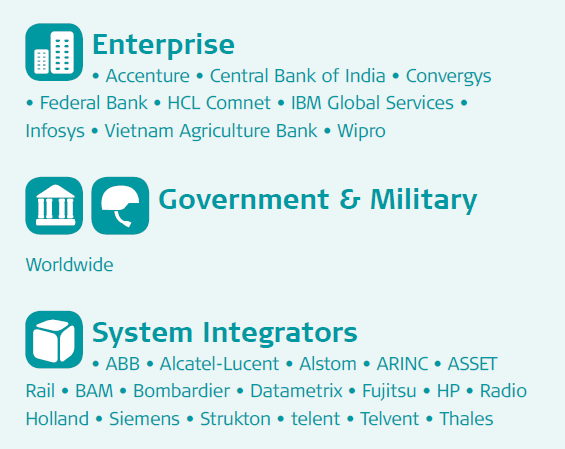 Enterprise
• Accenture • Central Bank of India • Convergys
• Federal Bank • HCL Comnet • IBM Global Services •
Infosys • Vietnam Agriculture Bank • Wipro
Government & Military
Worldwide
System Integrators
• ABB • Alcatel-Lucent • Alstom • ARINC • ASSET
Rail • BAM • Bombardier • Datametrix • Fujitsu • HP • Radio
Holland • Siemens • Strukton • telent • Telvent • Thales